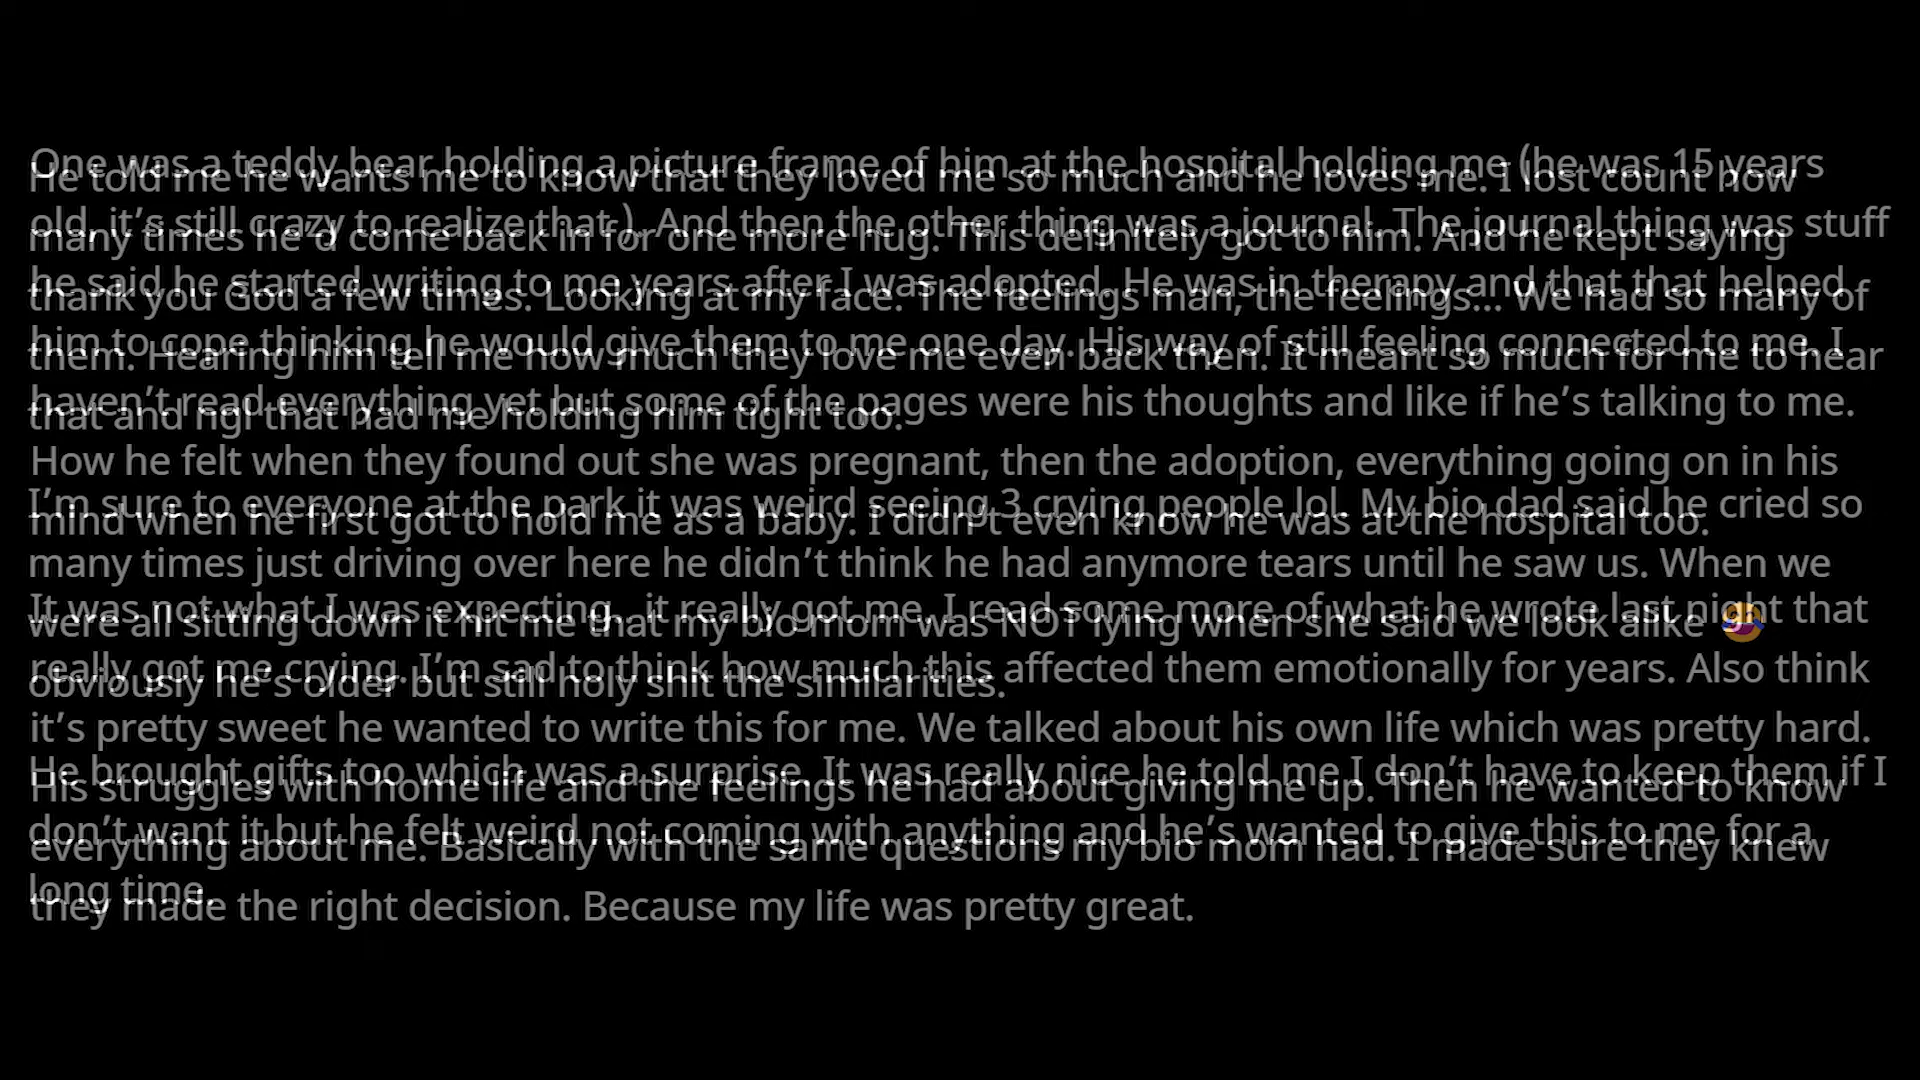 He told me he wants me to know that they loved me so much and he loves me. I lost count how
many times he'd come back in for one more hug. This definitely got to him. And he kept saying
thank you God a few times. Looking at my face. The feelings man, the feelings... We had so many of
them. Hearing him tell me how much they love me even back then. It meant so much for me to hear
that and ngl that had me holding him tight too.
I’m sure to everyone at the park it was weird seeing 3 crying people lol. My bio dad said he cried so
many times just driving over here he didn’t think he had anymore tears until he saw us. When we
were all sitting down it hit me that my bio mom was NOT lying when she said we look alike
obviously he’s older but still holy shit the similarities.
He brought gifts too which was a surprise. It was really nice he told me I don’t have to keep them if I
don’t want it but he felt weird not coming with anything and he’s wanted to give this to me for a
long time.
One was a teddy bear holding a picture frame of him at the hospital holding me (he was 15 years
old, it’s still crazy to realize that ). And then the other thing was a journal. The journal thing was stuff
he said he started writing to me years after I was adopted. He was in therapy and that that helped
him to cope thinking he would give them to me one day. His way of still feeling connected to me. I
haven’t read everything yet but some of the pages were his thoughts and like if he’s talking to me.
How he felt when they found out she was pregnant, then the adoption, everything going on in his
mind when he first got to hold me as a baby. I didn’t even know he was at the hospital too.
It was not what I was expecting.. it really got me. I read some more of what he wrote last night that
really got me crying. I’m sad to think how much this affected them emotionally for years. Also think
it’s pretty sweet he wanted to write this for me. We talked about his own life which was pretty hard.
His struggles with home life and the feelings he had about giving me up. Then he wanted to know
everything about me. Basically with the same questions my bio mom had. I made sure they knew
they made the right decision. Because my life was pretty great.